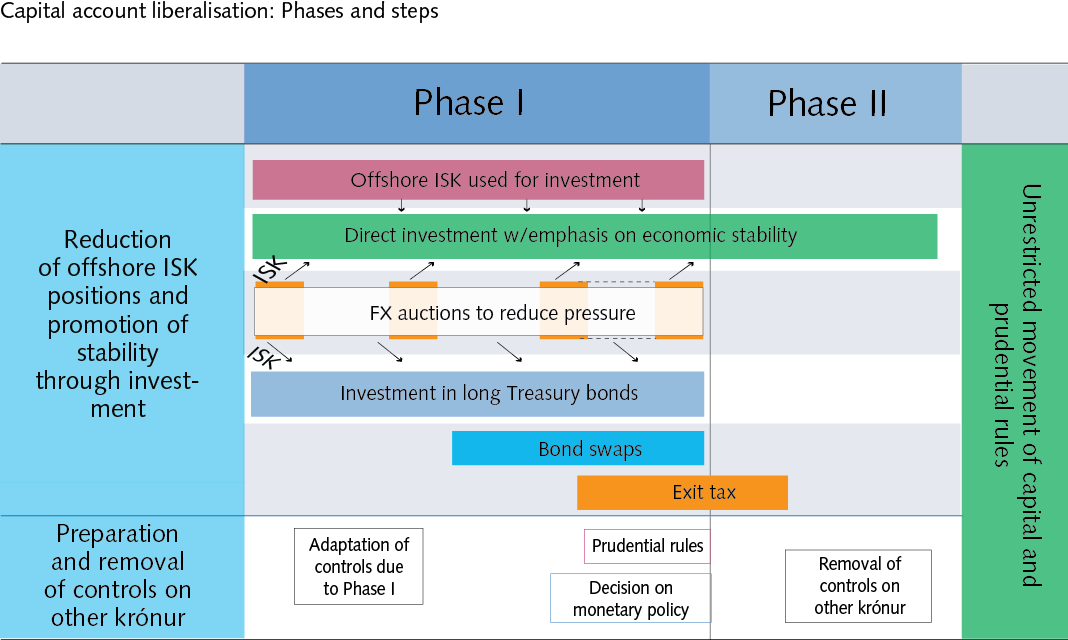 Capital account liberalisation: Phases and steps
Phase I
Phase II
Reduction
of offshore ISK
positions and
promotion of
stability
through invest-
ment
Offshore ISK used for investment
Direct investment w/emphasis on economic stability
ISK
FX auctions to reduce pressure
ISK
Investment in long Treasury bonds
Bond swaps
Exit tax
Unrestricted movement of capital and
prudential rules
Preparation
and removal
of controls on
other krónur
Adaptation of
controls due
to Phase I
Prudential rules
Decision on
monetary policy
Removal of
controls on
other krónur